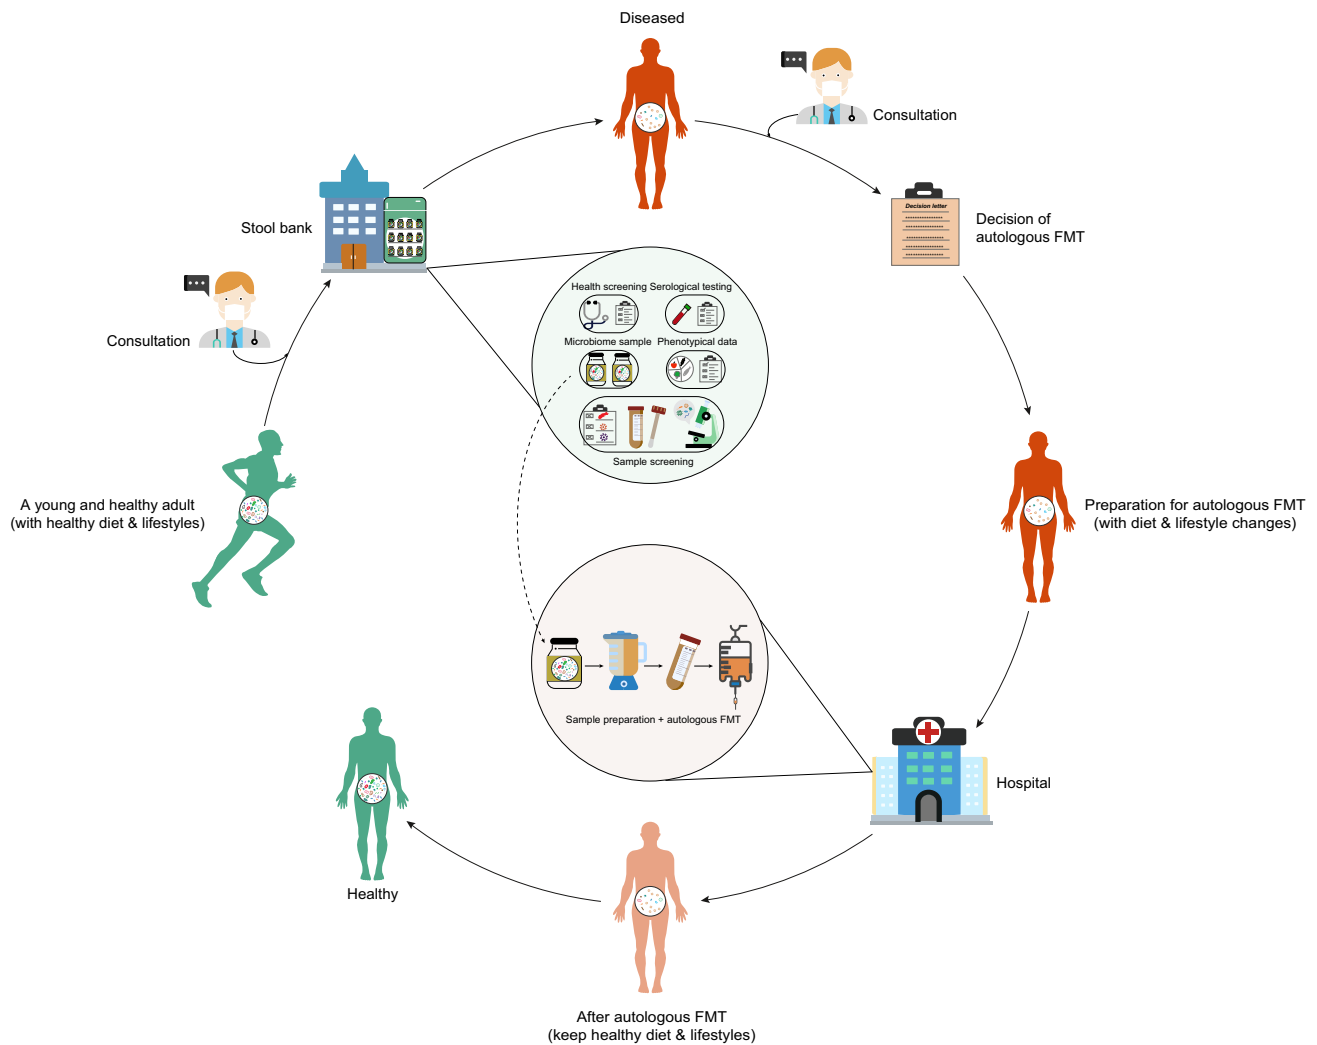 Diseased
Consultation
Decision letter
Decision of
autologous FMT
Stool bank
Consultation
Health screening
Serological testing
Microbiome sample
Phenotypical data
Sample screening
A young and healthy adult
(with healthy diet & lifestyles)
Preparation for autologous FMT
(with diet & lifestyle changes)
Sample preparation + autologous FMT
Hospital
Healthy
After autologous FMT
(keep healthy diet & lifestyles)